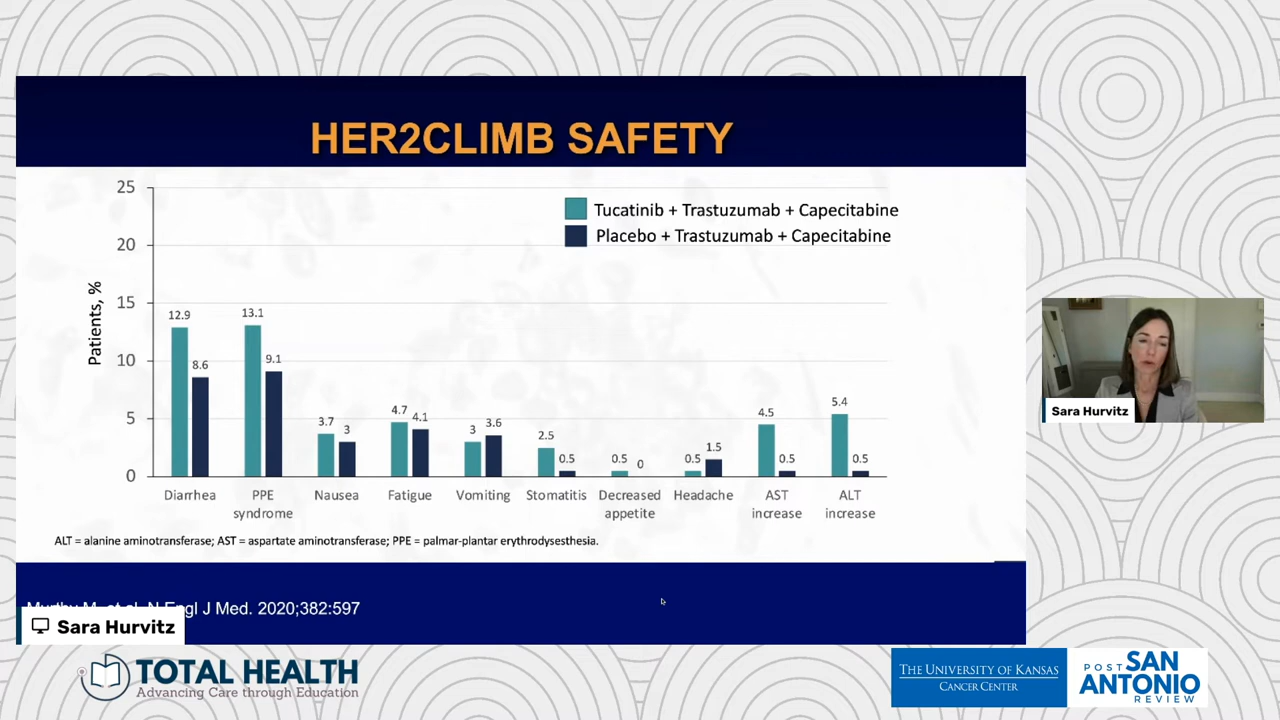 HER2CLIMB SAFETY
25
20
15
10
5
0
Patients, %
Tucatinib + Trastuzumab + Capecitabine
Placebo + Trastuzumab + Capecitabine
12.9
8.6
13.1
9.1
3.7
3
4.7
4.1
3
3.6
2.5
0.5
0.5
0
0.5
1.5
4.5
0.5
5.4
0.5
Diarrhea
PPE
syndrome
Nausea
Fatigue
Vomiting
Stomatitis
Decreased
appetite
Headache
AST
increase
ALT
increase
ALT = alanine aminotransferase; AST = aspartate aminotransferase; PPE = palmar-plantar erythrodysesthesia.
Engl J Med. 2020;382:597
Sara Hurvitz
Sara Hurvitz
TOTAL HEALTH
Advancing Care through Education
THE UNIVERSITY OF KANSAS
CANCER CENTER
POST SAN
ANTONIO
REVIEW